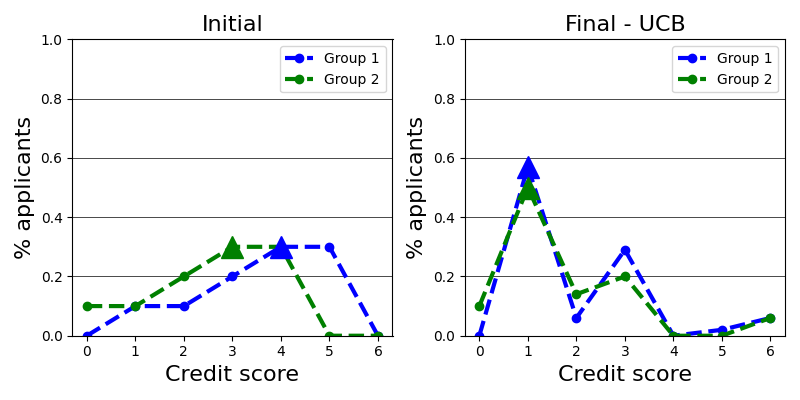 Initial
1.0
0.8
0.6
0.4
0.2
0.0
% applicants
0 1 2 3 4 5 6
Credit score
Group 1
Group 2
Final - UCB
1.0
0.8
0.6
0.4
0.2
0.0
% applicants
0 1 2 3 4 5 6
Credit score
Group 1
Group 2